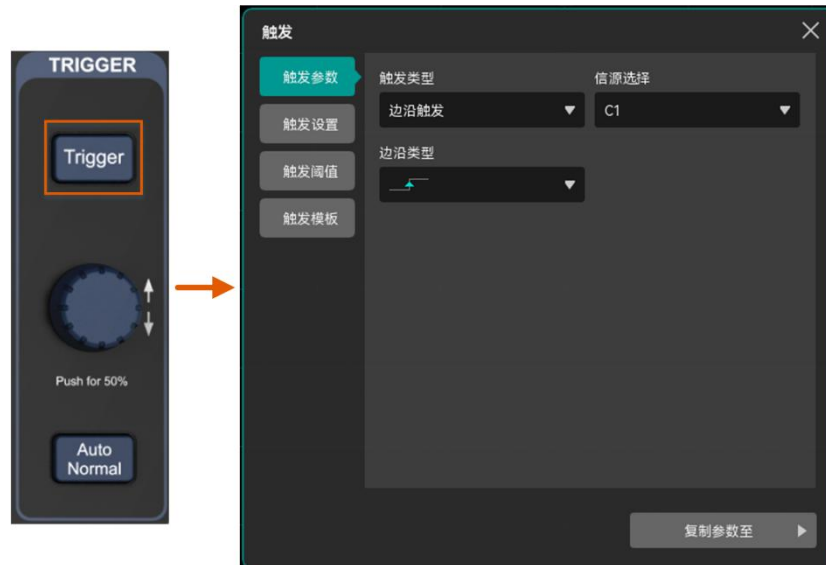 TRIGGER
Trigger
Push for 50%
Auto
Normal
触发
触发参数
触发设置
触发阈值
触发模板
触发类型
信源选择
边沿触发
C1
边沿类型
复制参数至